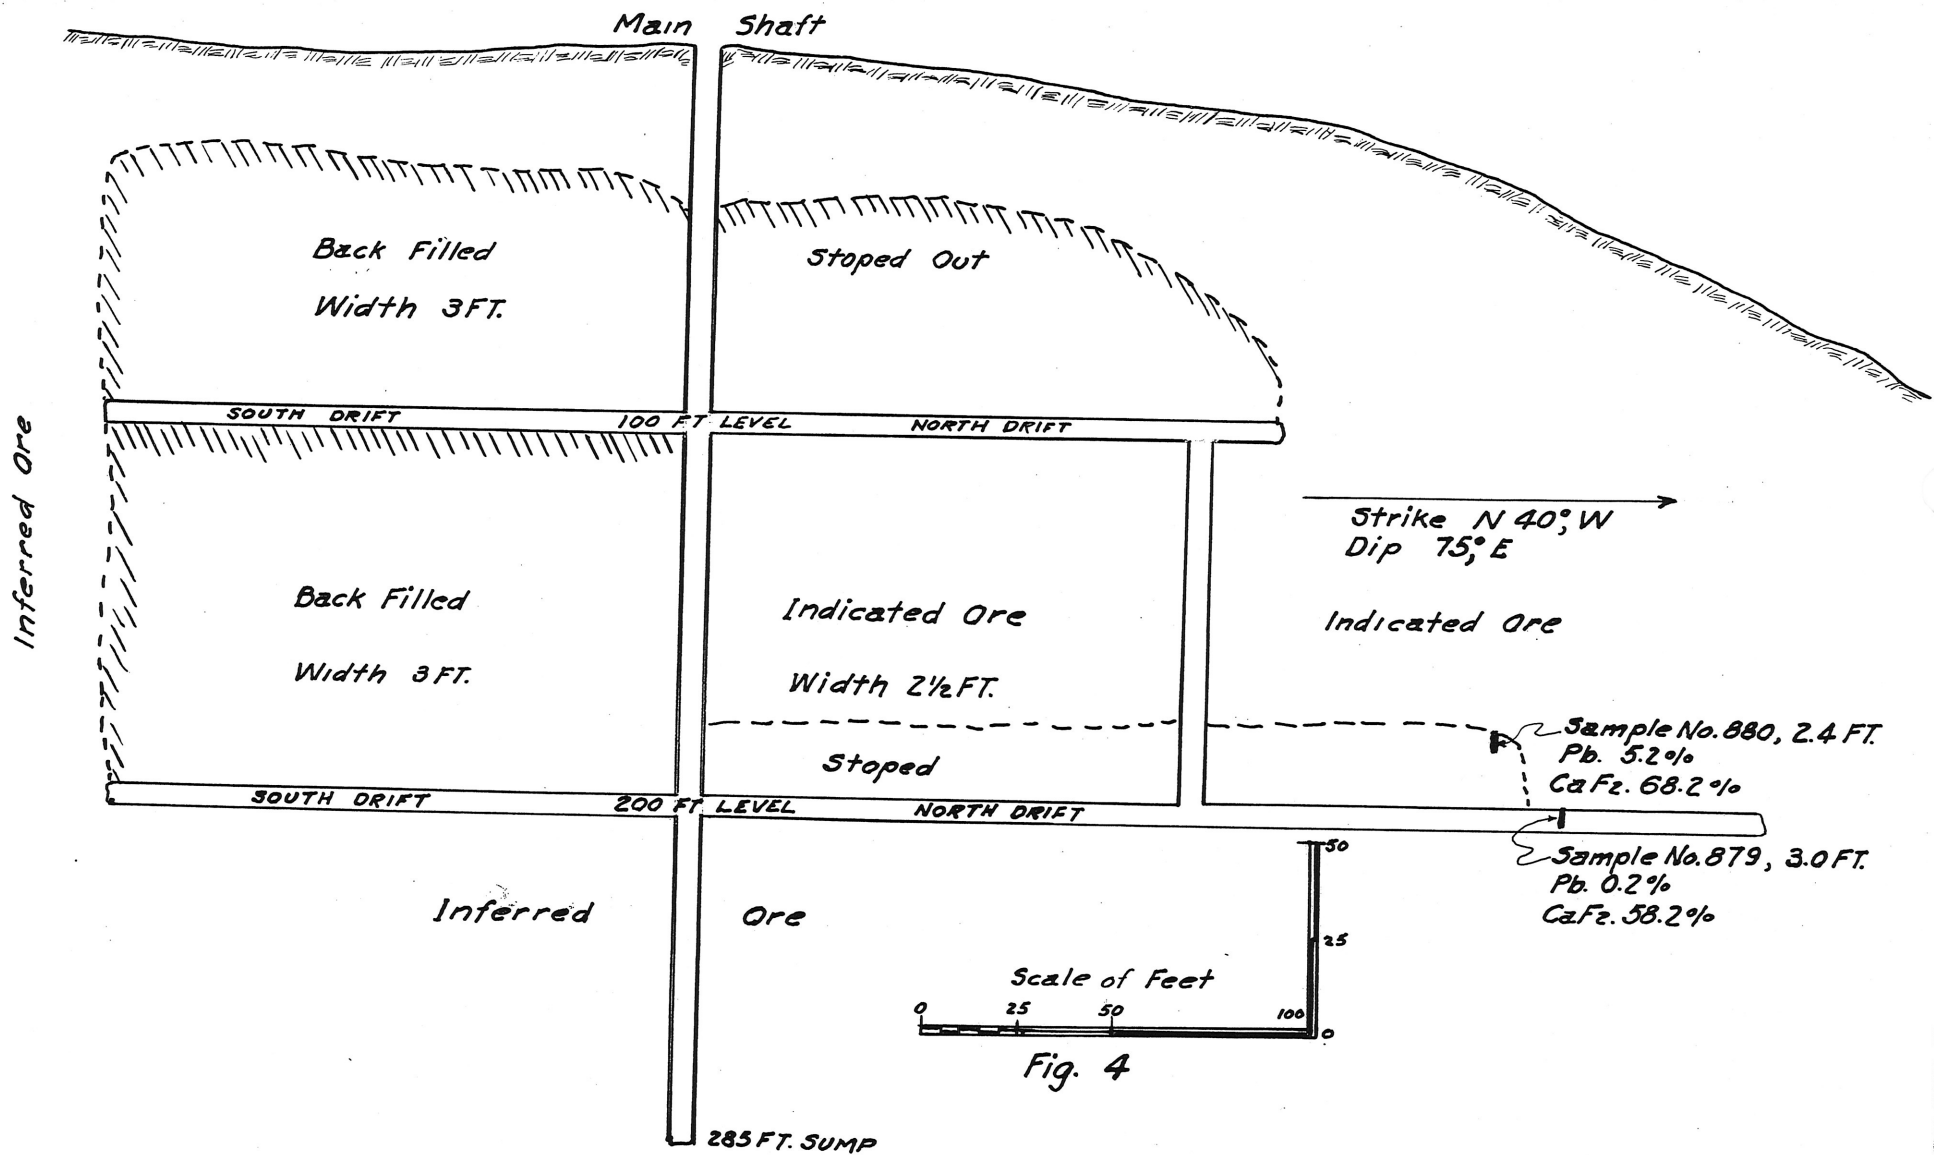 Main Shaft
Back Filled
Width 3 FT.
Stoped Out
SOUTH DRIFT 100 FT LEVEL NORTH DRIFT
Inferred Ore
Strike N 40°, W
Dip 75,° E
Back Filled
Width 3 FT.
Indicated Ore
Width 2½ FT.
Indicated Ore
Stoped
Sample No. 880, 2.4 FT.
Pb. 5.2%
CaF2. 68.2%
SOUTH DRIFT 200 FT LEVEL NORTH DRIFT
Sample No. 879, 3.0 FT.
Pb. 0.2%
CaF2. 58.2%
Inferred Ore
50
25
0
Scale of Feet
0 25 50 100
Fig. 4
285 FT. SUMP